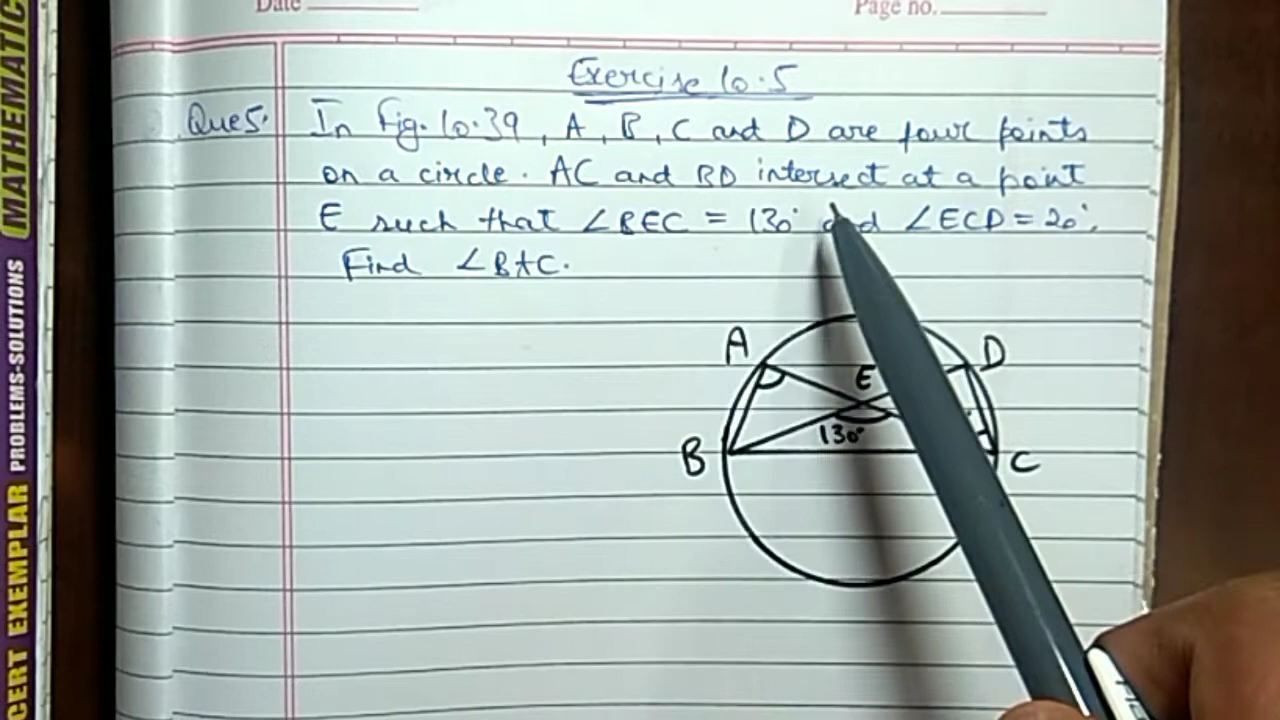 Date
Page no.
Exercise 10.5
Que5. In Fig. 10.39, A, B, C and D are four points
on a circle. AC and BD intersect at a point
E such that ∠BEC = 130° and ∠ECD = 20°.
Find ∠BAC.
A
D
E
130°
B
C
MATHEMATIC
CERT EXEMPLAR PROBLEMS-SOLUTIONS